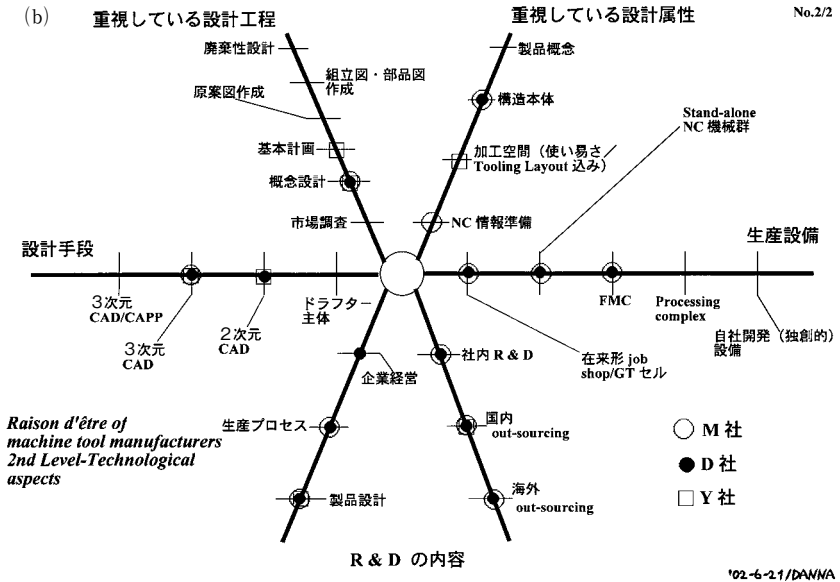 (b)
重視している設計工程
重視している設計属性
No.2/2
廃棄性設計
組立図・部品図
作成
原案図作成
基本計画
概念設計
市場調査
製品概念
構造本体
加工空間（使い易さ/
Tooling Layout 込み）
NC 情報準備
Stand-alone
NC 機械群
設計手段
3次元
CAD/CAPP
3次元
CAD
2次元
CAD
ドラフター
主体
生産設備
在来形 job
shop/GT セル
FMC
Processing
complex
自社開発（独創的）
設備
企業経営
生産プロセス
製品設計
社内 R & D
国内
out-sourcing
海外
out-sourcing
Raison d'être of
machine tool manufacturers
2nd Level-Technological
aspects
M 社
D 社
Y 社
R & D の内容
'02-6-21/DANNA